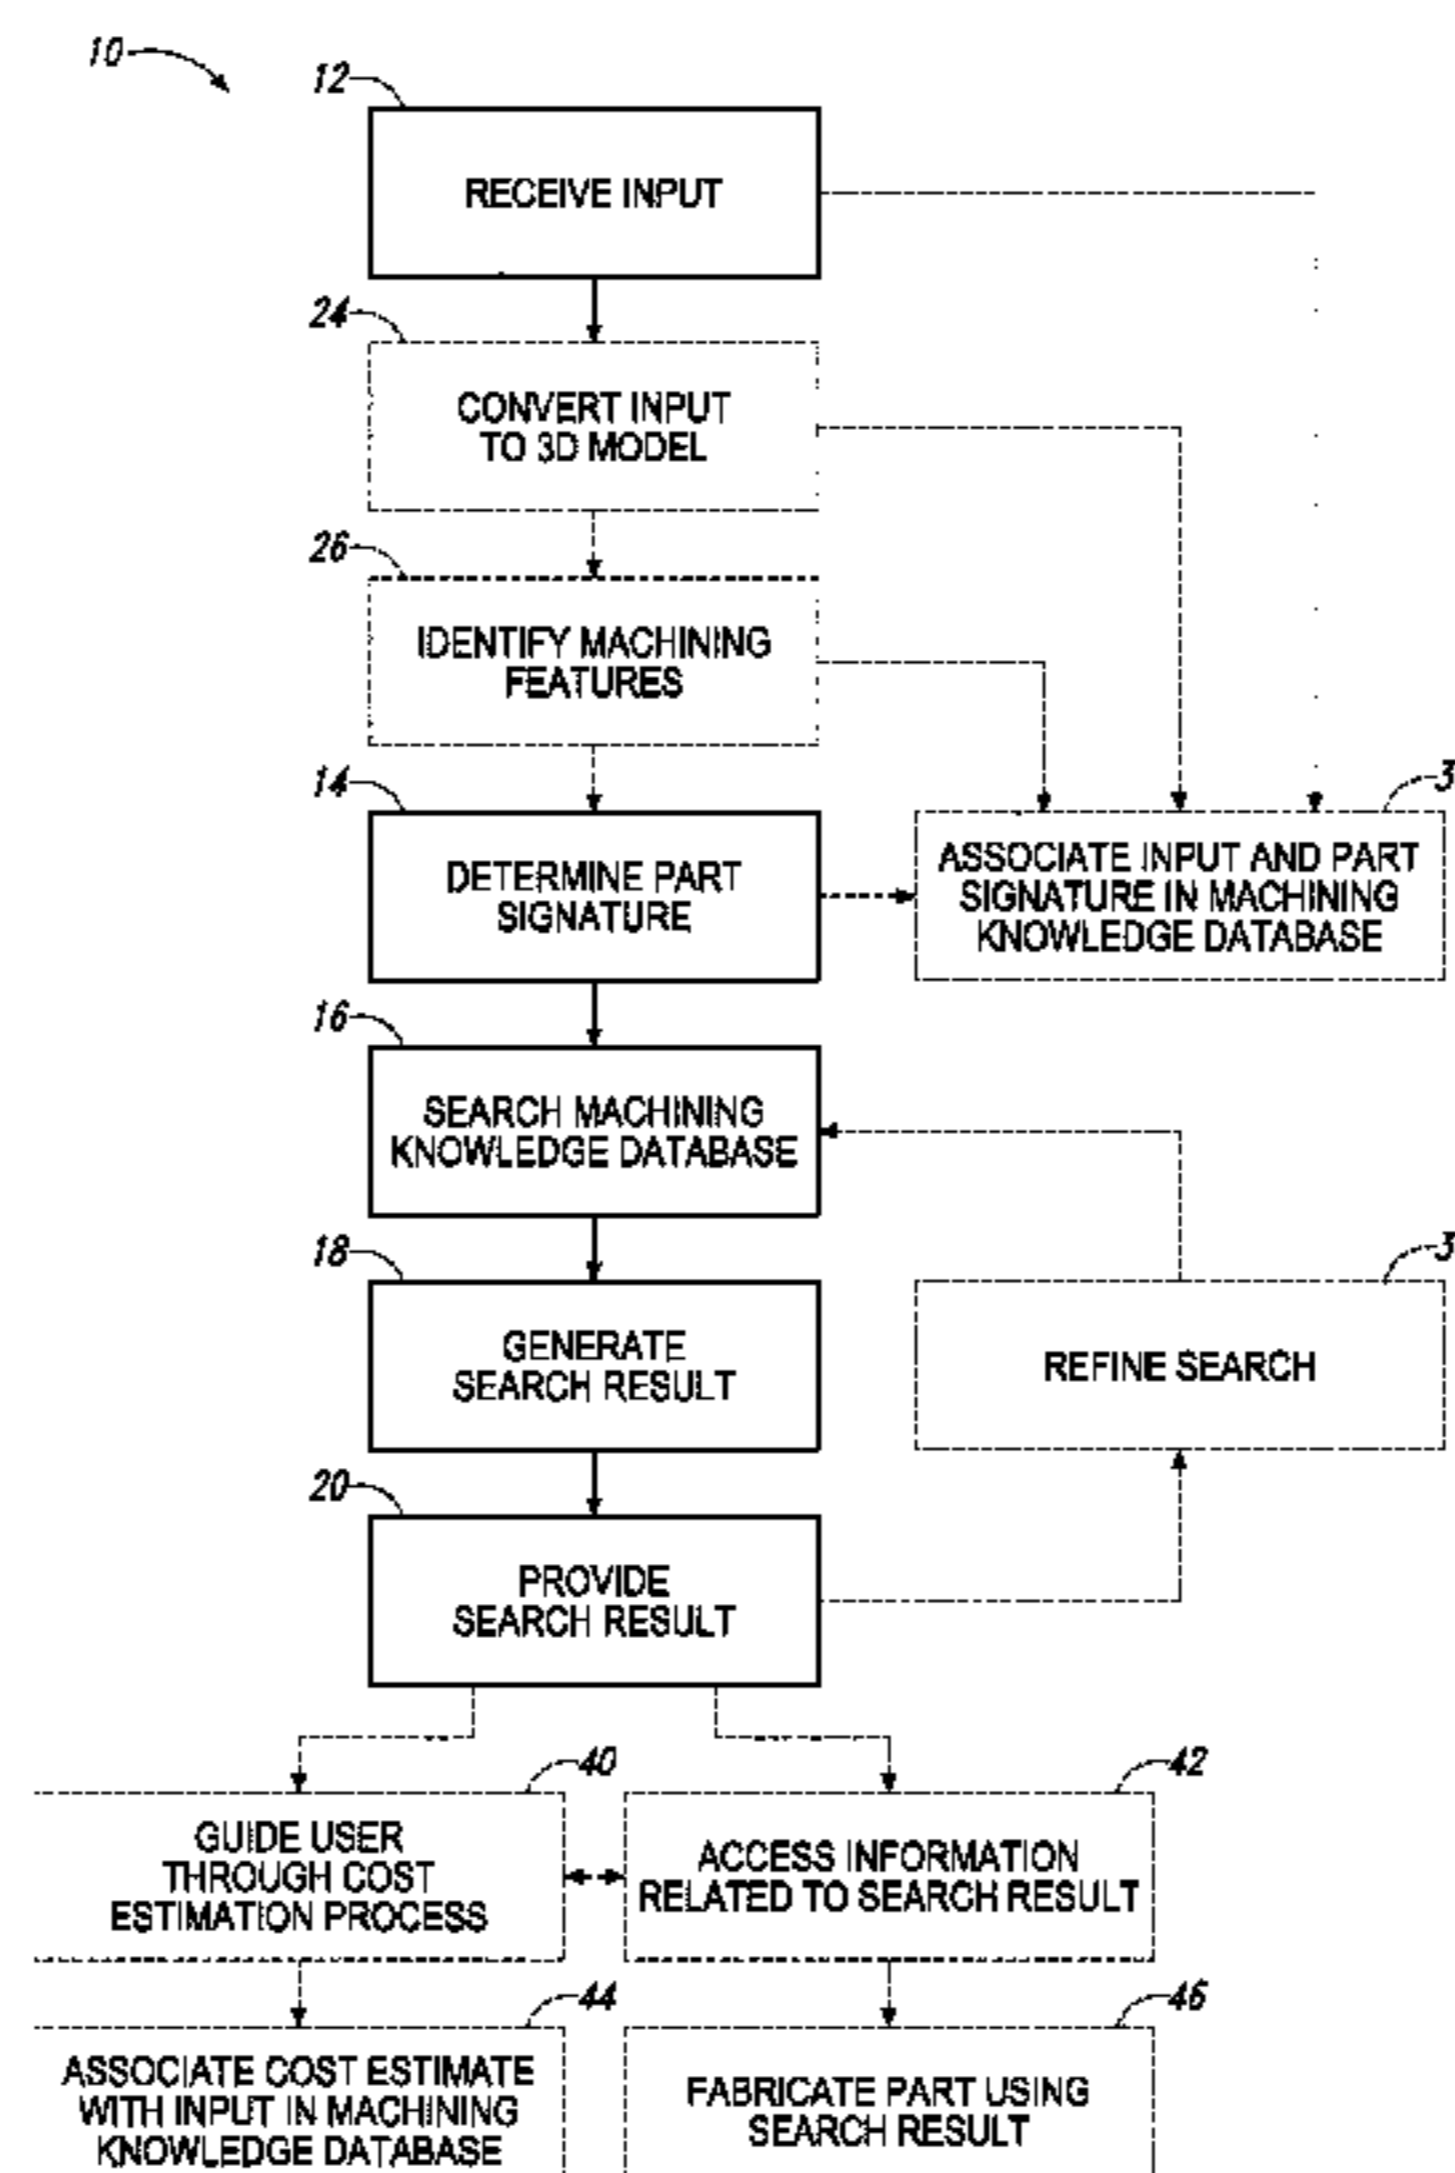 10
12
RECEIVE INPUT
24
CONVERT INPUT
TO 3D MODEL
26
IDENTIFY MACHINING
FEATURES
14
DETERMINE PART
SIGNATURE
3
ASSOCIATE INPUT AND PART
SIGNATURE IN MACHINING
KNOWLEDGE DATABASE
16
SEARCH MACHINING
KNOWLEDGE DATABASE
18
GENERATE
SEARCH RESULT
3
REFINE SEARCH
20
PROVIDE
SEARCH RESULT
40
GUIDE USER
THROUGH COST
ESTIMATION PROCESS
42
ACCESS INFORMATION
RELATED TO SEARCH RESULT
44
ASSOCIATE COST ESTIMATE
WITH INPUT IN MACHINING
KNOWLEDGE DATABASE
46
FABRICATE PART USING
SEARCH RESULT